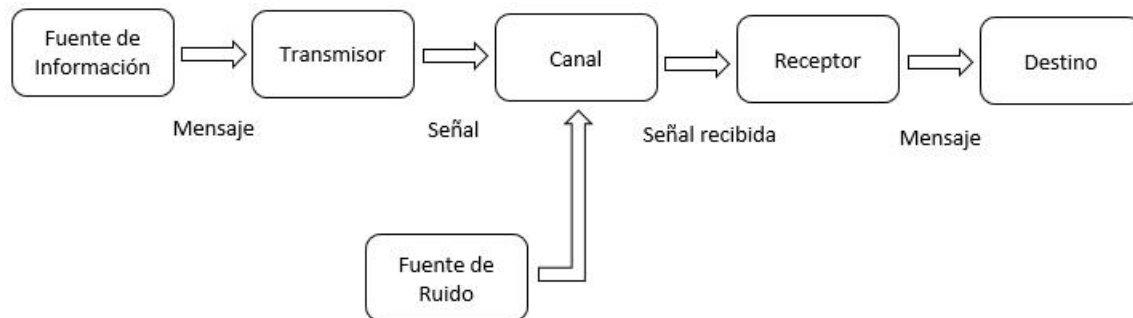 Fuente de
Información
Transmisor
Canal
Receptor
Destino
Mensaje
Señal
Señal recibida
Mensaje
Fuente de
Ruido